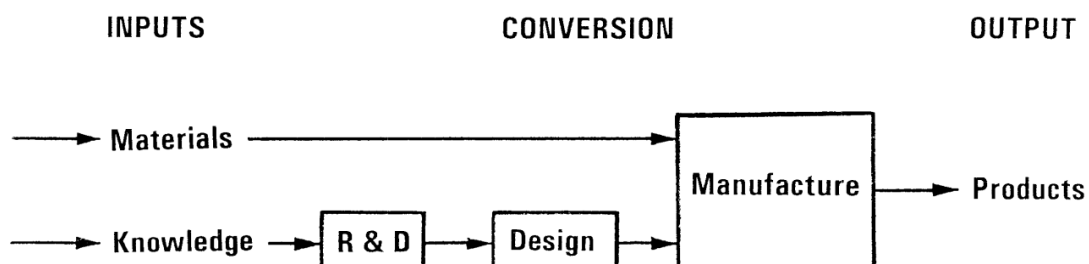 INPUTS CONVERSION OUTPUT
Materials
Manufacture Products
Knowledge R & D Design